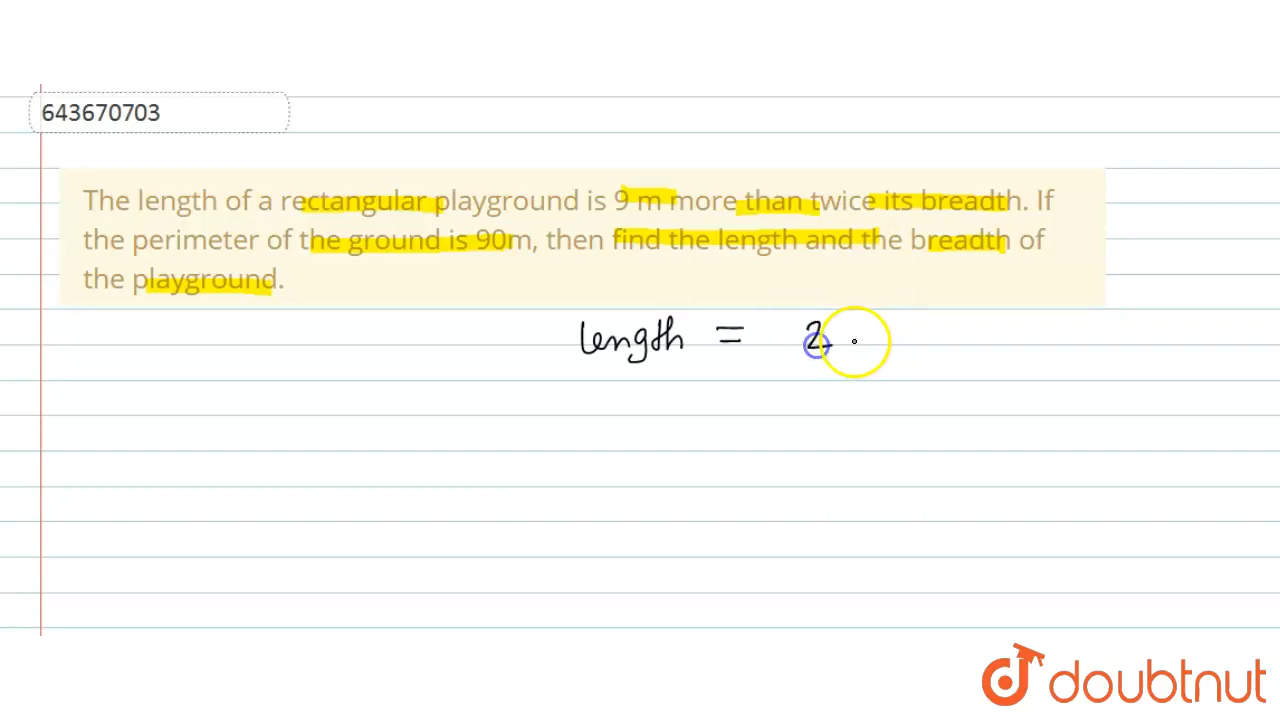 643670703
The length of a rectangular playground is 9 m more than twice its breadth. If
the perimeter of the ground is 90m, then find the length and the breadth of
the playground.
length = 2
doubtnut